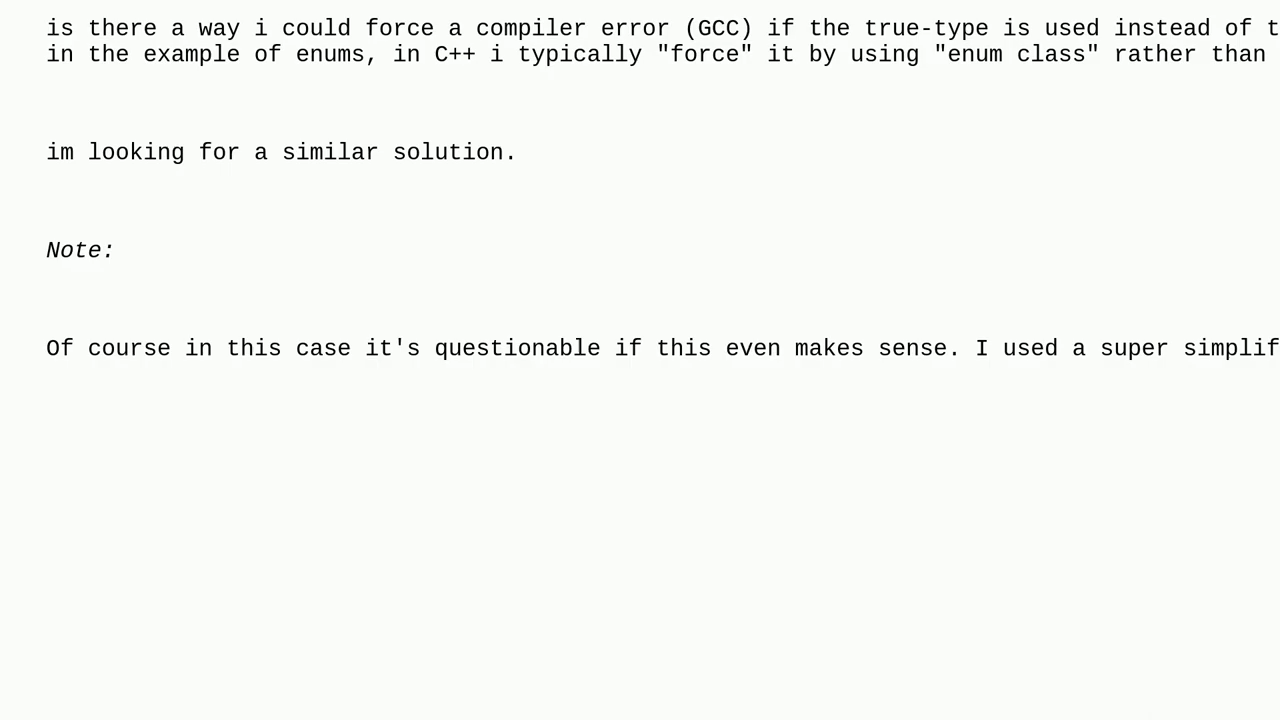 is there a way i could force a compiler error (GCC) if the true-type is used instead of
in the example of enums, in C++ i typically "force" it by using "enum class" rather than
im looking for a similar solution.
Note:
Of course in this case it's questionable if this even makes sense. I used a super